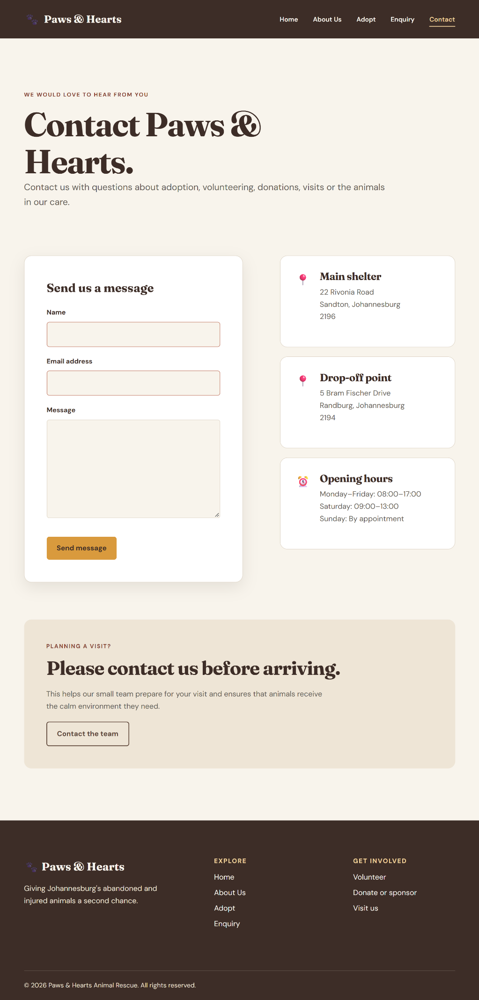 Paws & Hearts
Home
About Us
Adopt
Enquiry
Contact
WE WOULD LOVE TO HEAR FROM YOU
Contact Paws &
Hearts.
Contact us with questions about adoption, volunteering, donations, visits or the animals
in our care.
Send us a message
Name
Email address
Message
Send message
Main shelter
22 Rivonia Road
Sandton, Johannesburg
2196
Drop-off point
5 Bram Fischer Drive
Randburg, Johannesburg
2194
Opening hours
Monday–Friday: 08:00–17:00
Saturday: 09:00–13:00
Sunday: By appointment
PLANNING A VISIT?
Please contact us before arriving.
This helps our small team prepare for your visit and ensures that animals receive
the calm environment they need.
Contact the team
Paws & Hearts
Giving Johannesburg's abandoned and
injured animals a second chance.
EXPLORE
Home
About Us
Adopt
Enquiry
GET INVOLVED
Volunteer
Donate or sponsor
Visit us
© 2026 Paws & Hearts Animal Rescue. All rights reserved.